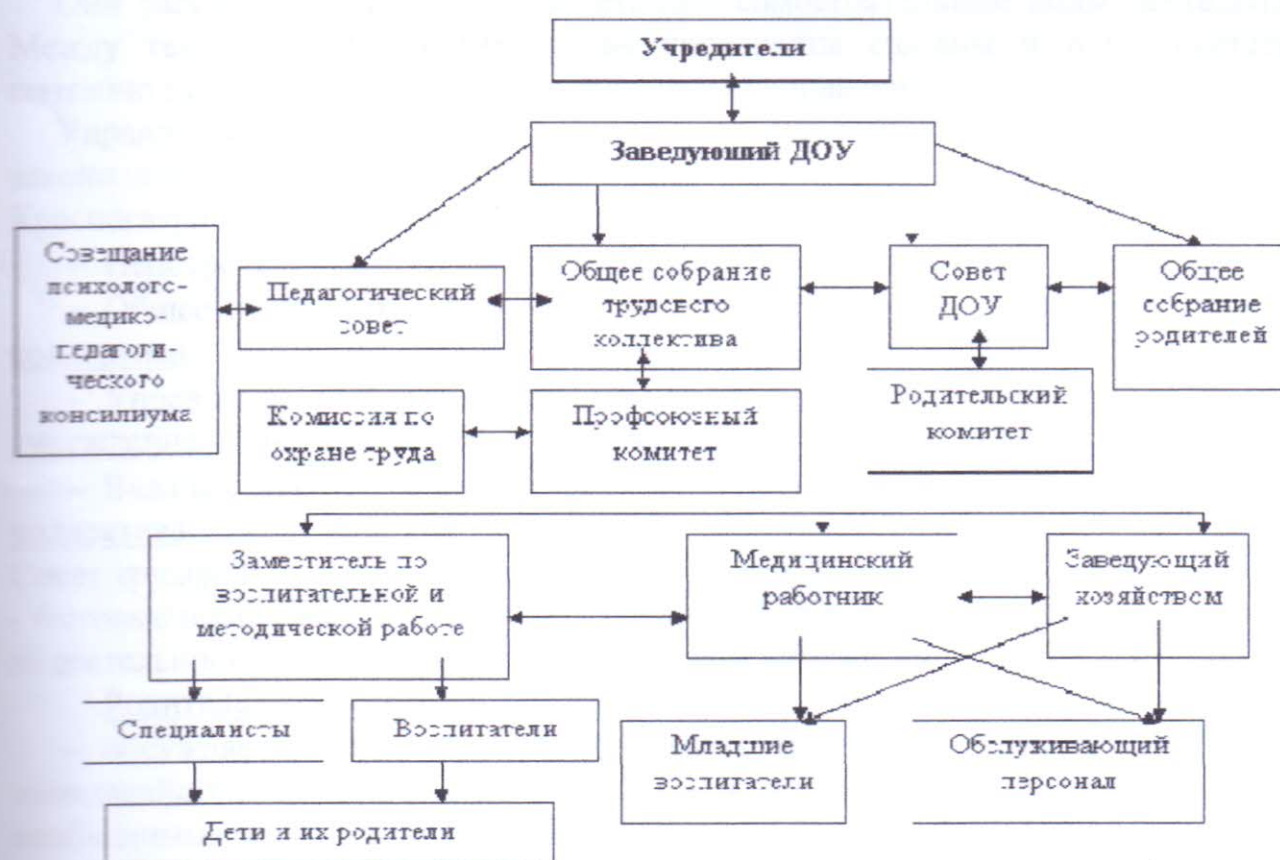 Учредители
Заведующий ДОУ
Совещание
психолого-
медико-
педагоги-
ческого
консилиума
Педагогический
совет
Общее собрание
трудового
коллектива
Совет
ДОУ
Общее
собрание
родителей
Комиссия по
охране труда
Профсоюзный
комитет
Родительский
комитет
Заместитель по
воспитательной и
методической работе
Медицинский
работник
Заведующий
хозяйством
Специалисты
Воспитатели
Младшие
воспитатели
Обслуживающий
персонал
Дети и их родители